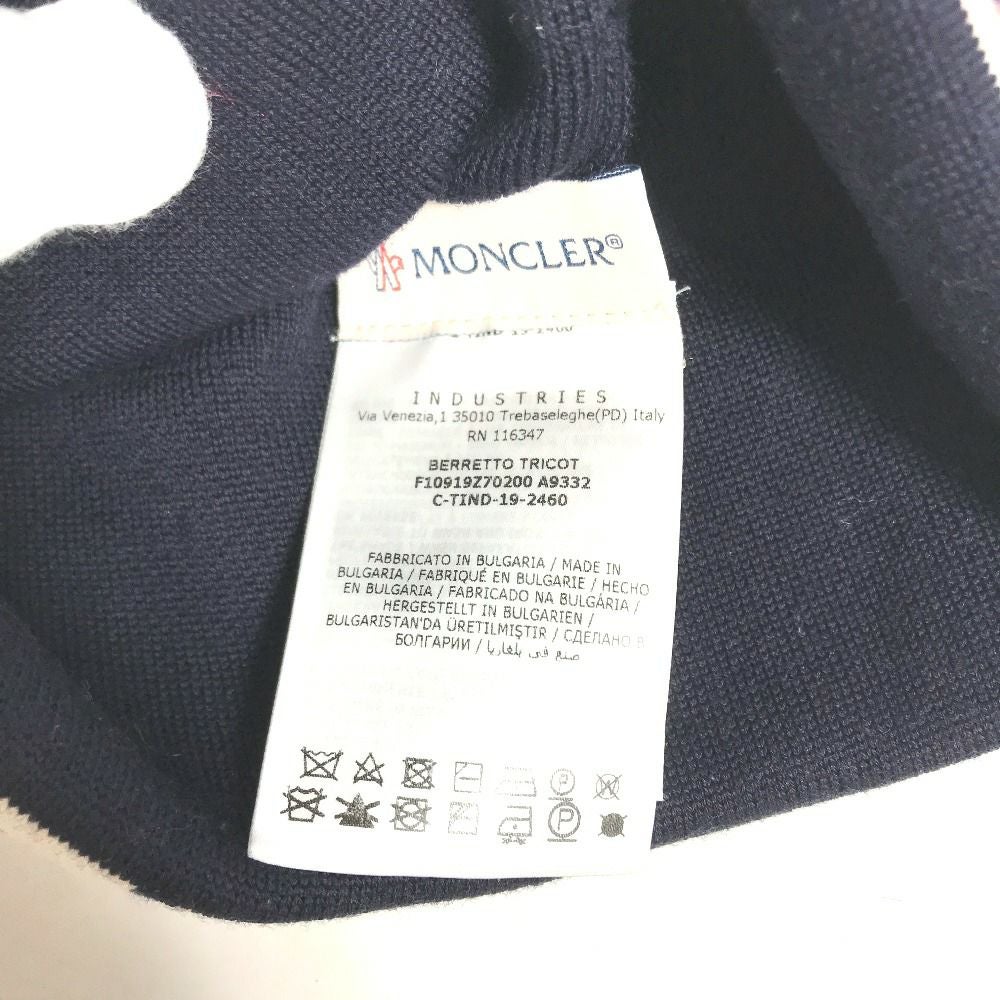 MONCLER®
INDUSTRIES
Via Venezia,1 35010 Trebaseleghe(PD) Italy
RN 116347
BERRETTO TRICOT
F10919Z70200 A9332
C-TIND-19-2460
FABBRICATO IN BULGARIA / MADE IN
BULGARIA / FABRIQUÉ EN BULGARIE / HECHO
EN BULGARIA / FABRICADO NA BULGÁRIA /
HERGESTELLT IN BULGARIEN /
BULGARISTAN'DA ÜRETILMIŞTIR / СДЕЛАНО В
БОЛГАРИИ / صنع في بلغاريا
P
P